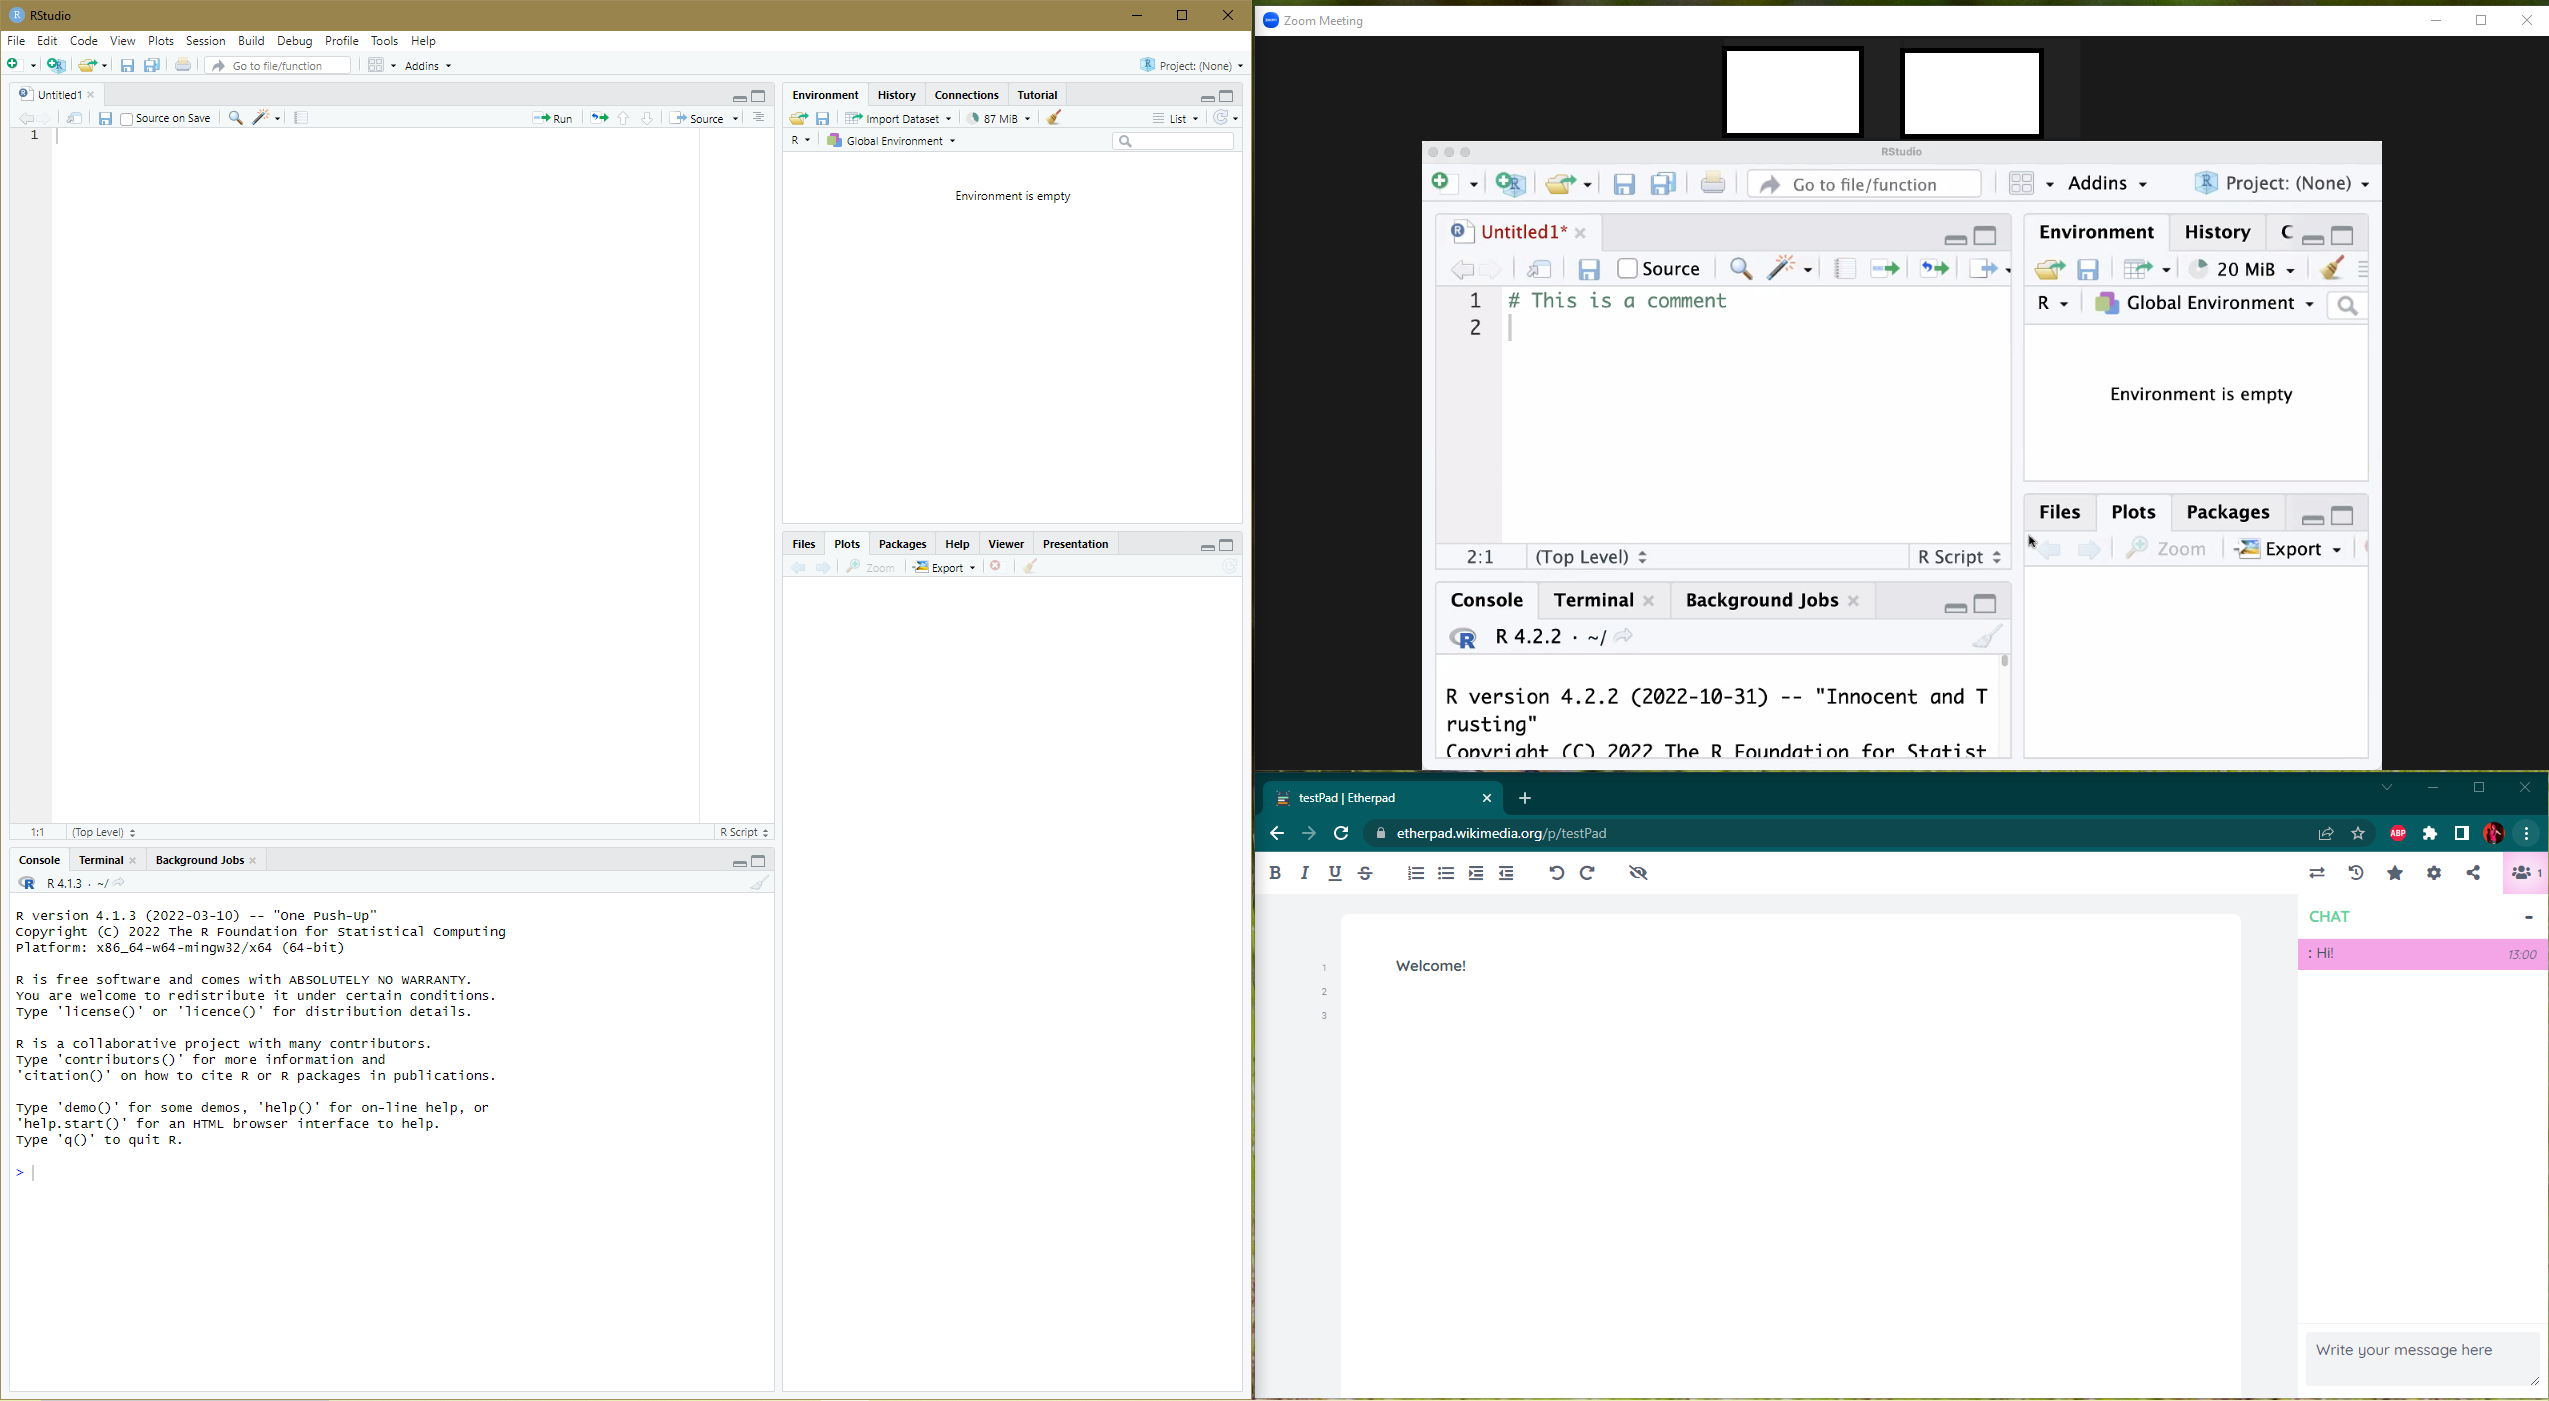 RStudio
File Edit Code View Plots Session Build Debug Profile Tools Help
Go to file/function Addins Project: (None)
Untitled1
Source on Save Run Source
1
1:1 (Top Level) R Script
Console Terminal Background Jobs
R 4.1.3 · ~/
R version 4.1.3 (2022-03-10) -- "One Push-Up"
Copyright (C) 2022 The R Foundation for Statistical Computing
Platform: x86_64-w64-mingw32/x64 (64-bit)
R is free software and comes with ABSOLUTELY NO WARRANTY.
You are welcome to redistribute it under certain conditions.
Type 'license()' or 'licence()' for distribution details.
R is a collaborative project with many contributors.
Type 'contributors()' for more information and
'citation()' on how to cite R or R packages in publications.
Type 'demo()' for some demos, 'help()' for on-line help, or
'help.start()' for an HTML browser interface to help.
Type 'q()' to quit R.
>
Environment History Connections Tutorial
Import Dataset 87 MiB List
R Global Environment
Environment is empty
Files Plots Packages Help Viewer Presentation
Zoom Export
Zoom Meeting
RStudio
Go to file/function Addins Project: (None)
Untitled1*
Source
1 # This is a comment
2
2:1 (Top Level) R Script
Console Terminal Background Jobs
R 4.2.2 · ~/
R version 4.2.2 (2022-10-31) -- "Innocent and T
rusting"
Copyright (C) 2022 The R Foundation for Statist
Environment History C
20 MiB
R Global Environment
Environment is empty
Files Plots Packages
Zoom Export
testPad | Etherpad
etherpad.wikimedia.org/p/testPad
ABP
B I U S
1
CHAT
: Hi! 13:00
1 Welcome!
2
3
Write your message here